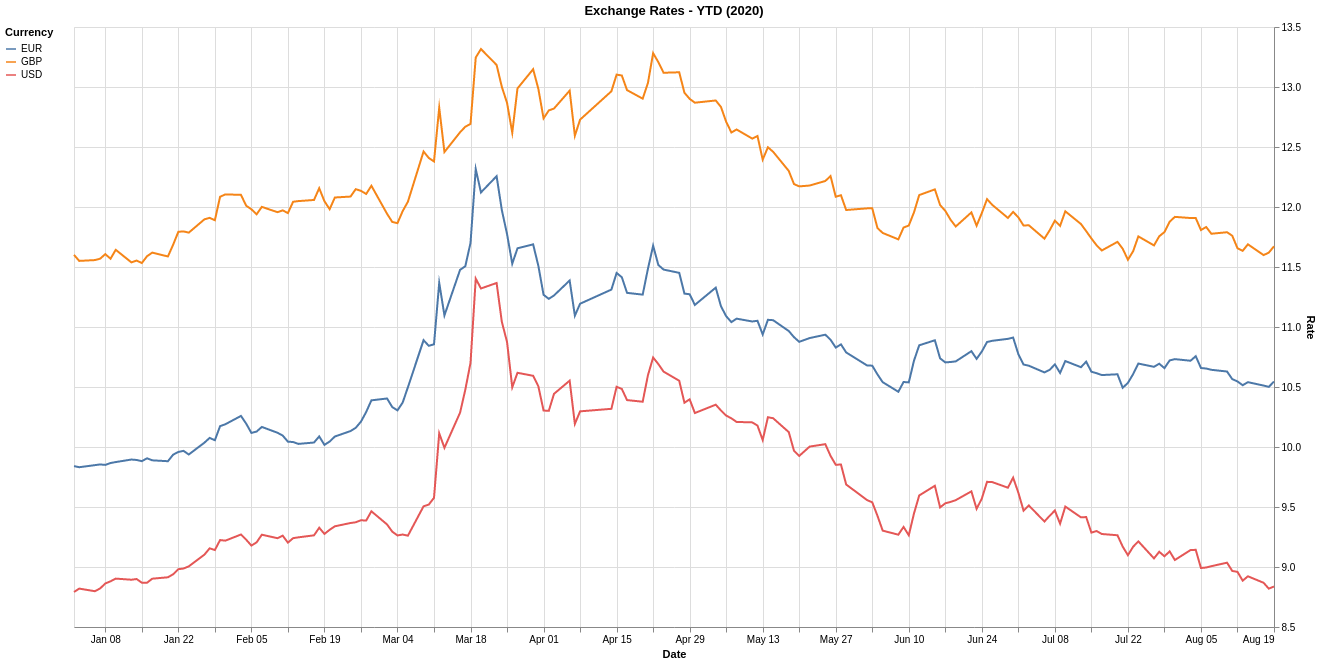 Exchange Rates - YTD (2020)
Currency
EUR
GBP
USD
13.5
13.0
12.5
12.0
11.5
11.0
10.5
10.0
9.5
9.0
8.5
Rate
Jan 08 Jan 22 Feb 05 Feb 19 Mar 04 Mar 18 Apr 01 Apr 15 Apr 29 May 13 May 27 Jun 10 Jun 24 Jul 08 Jul 22 Aug 05 Aug 19
Date